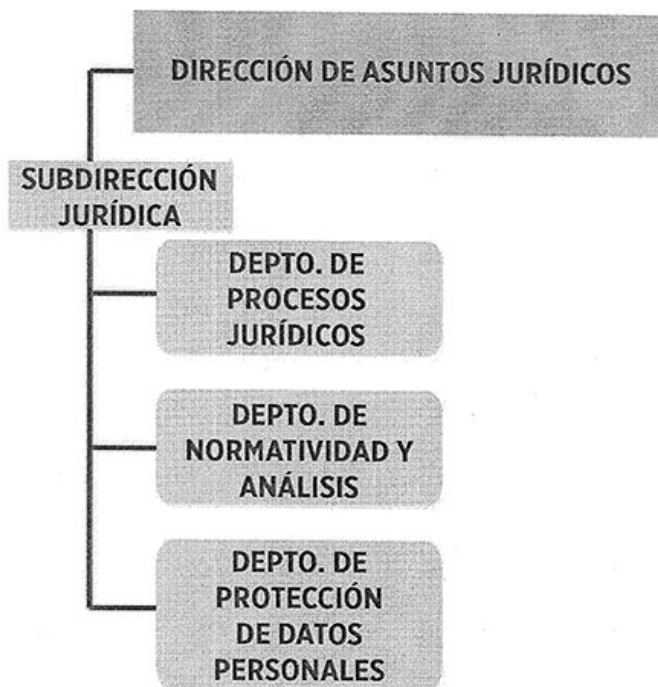 DIRECCIÓN DE ASUNTOS JURÍDICOS
SUBDIRECCIÓN
JURÍDICA
DEPTO. DE
PROCESOS
JURÍDICOS
DEPTO. DE
NORMATIVIDAD Y
ANÁLISIS
DEPTO. DE
PROTECCIÓN
DE DATOS
PERSONALES